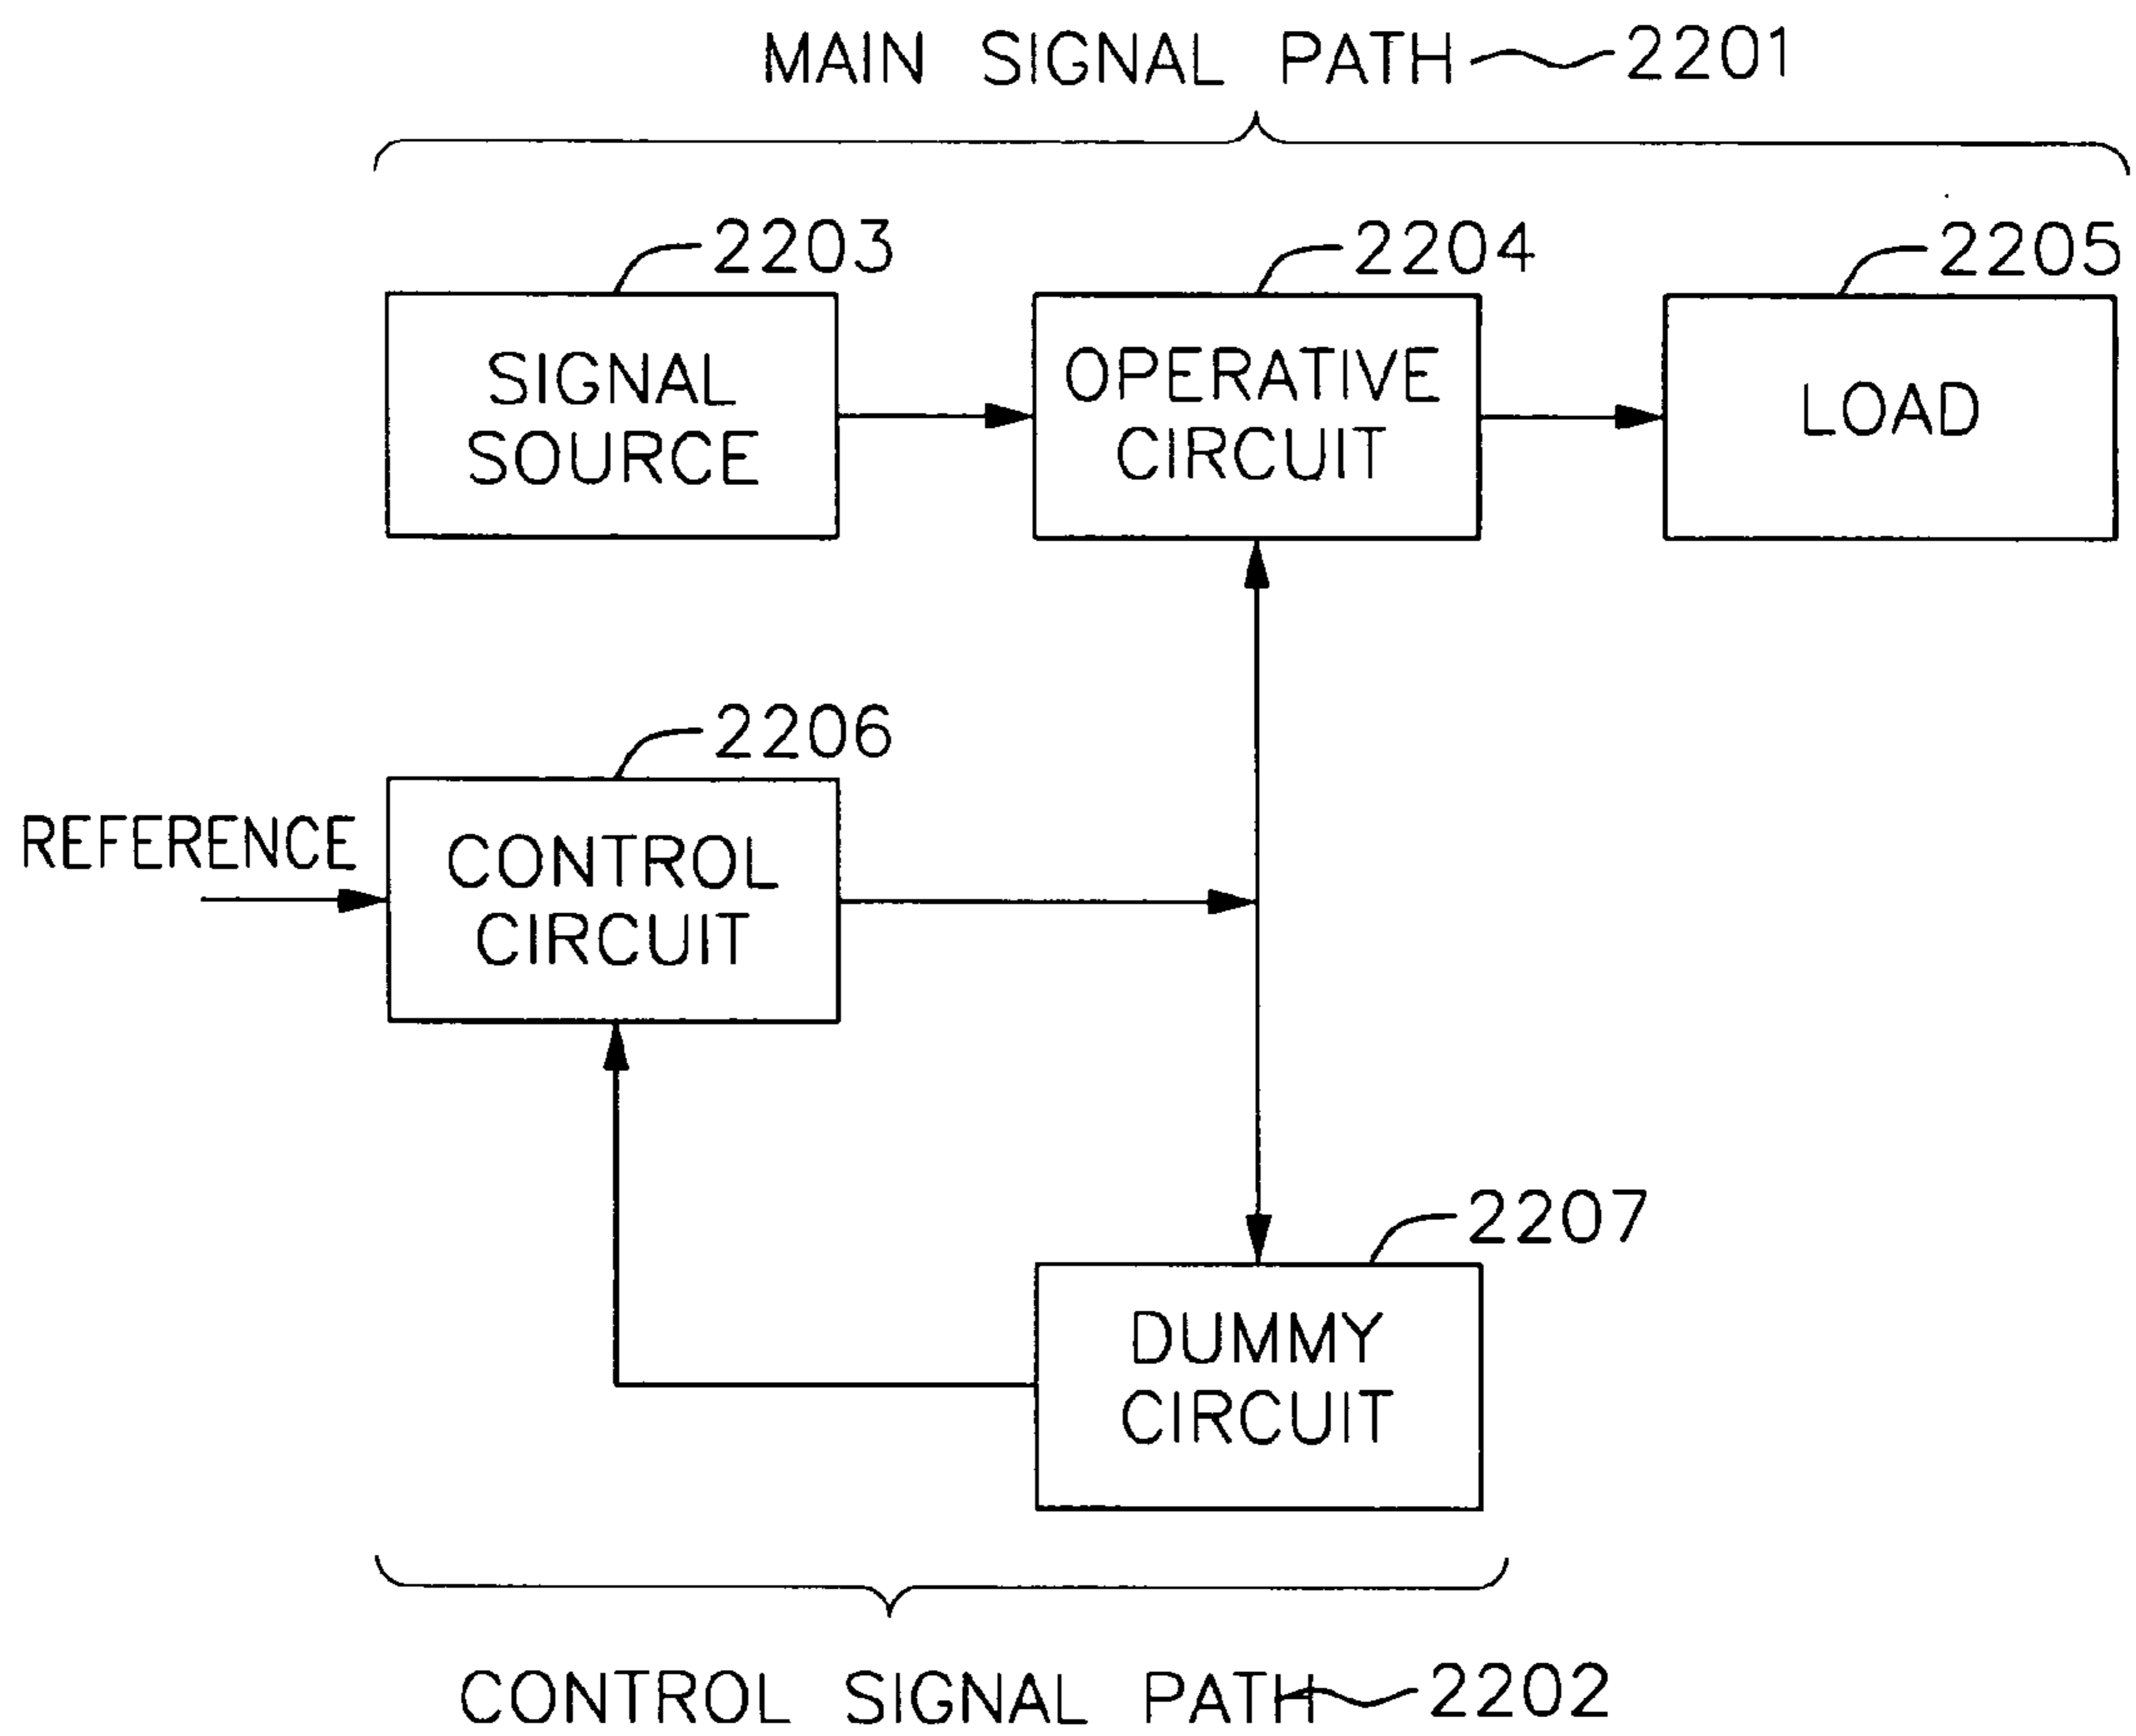 MAIN SIGNAL PATH 2201
2203
2204
2205
SIGNAL
SOURCE
OPERATIVE
CIRCUIT
LOAD
2206
REFERENCE
CONTROL
CIRCUIT
2207
DUMMY
CIRCUIT
CONTROL SIGNAL PATH 2202